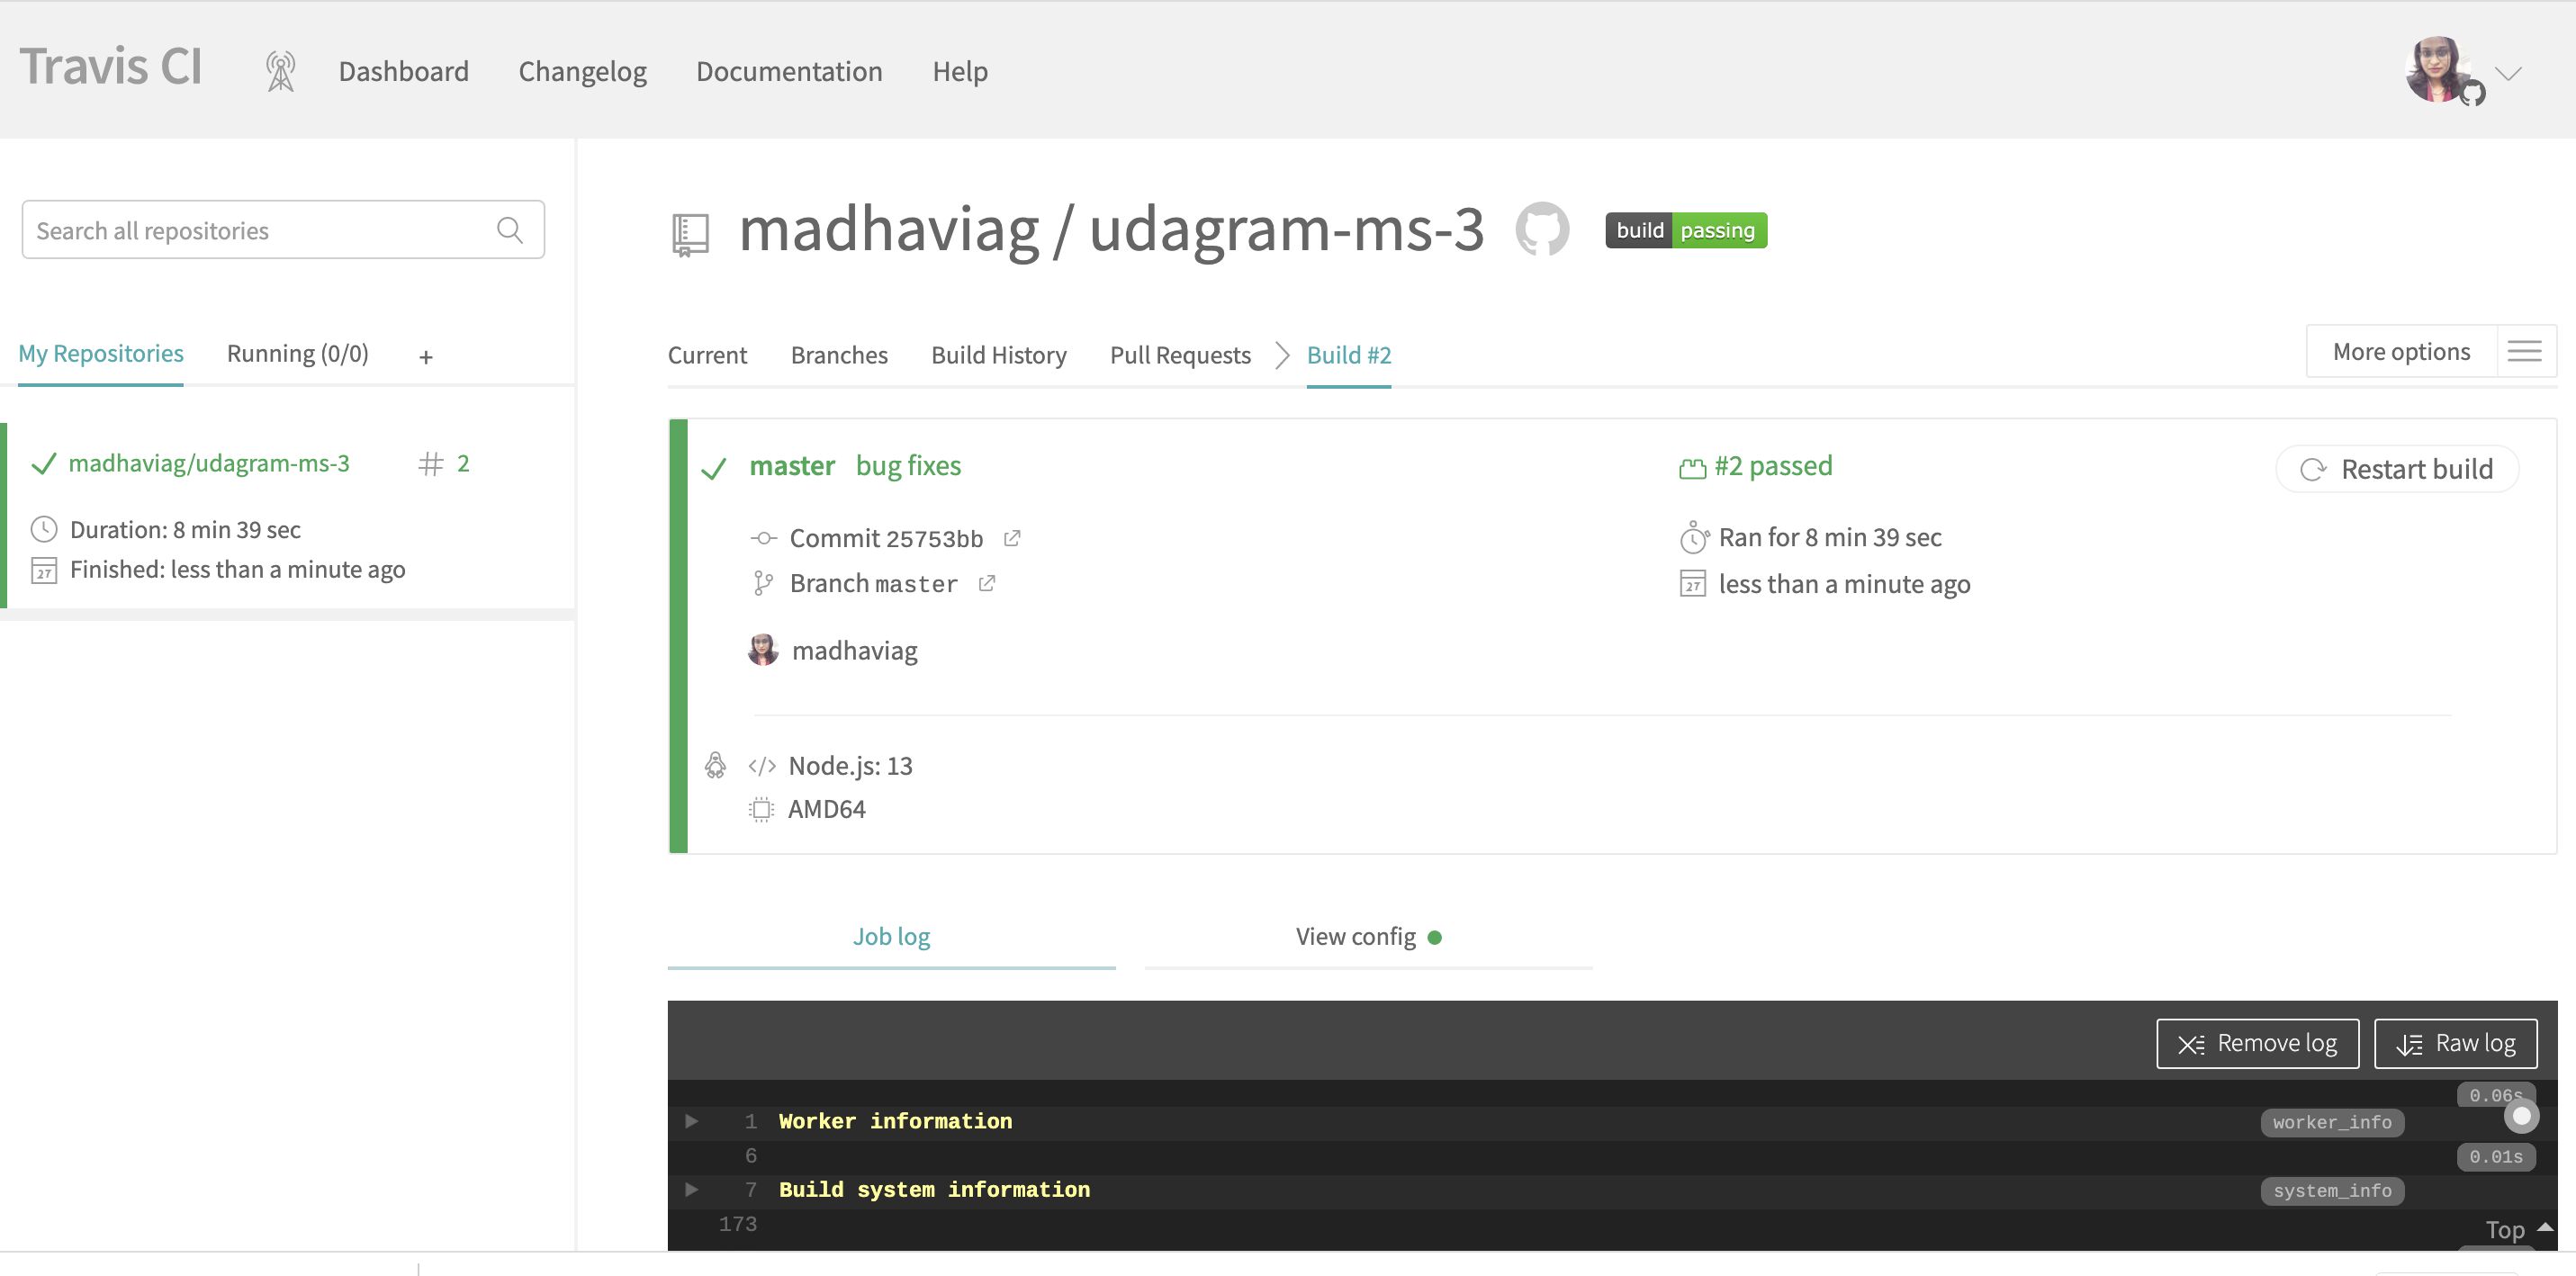 Travis CI Dashboard Changelog Documentation Help
Search all repositories
My Repositories Running (0/0) +
madhaviag/udagram-ms-3 # 2
Duration: 8 min 39 sec
27 Finished: less than a minute ago
madhaviag / udagram-ms-3 build passing
Current Branches Build History Pull Requests Build #2
More options
master bug fixes
Commit 25753bb
Branch master
madhaviag
#2 passed
Ran for 8 min 39 sec
27 less than a minute ago
Restart build
</> Node.js: 13
AMD64
Job log View config
Remove log Raw log
0.06s
1 Worker information worker_info
6 0.01s
7 Build system information system_info
173
Top